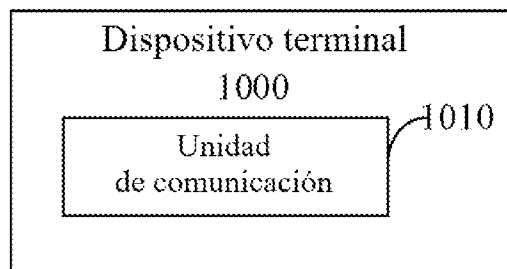 Dispositivo terminal
1000
1010
Unidad
de comunicación